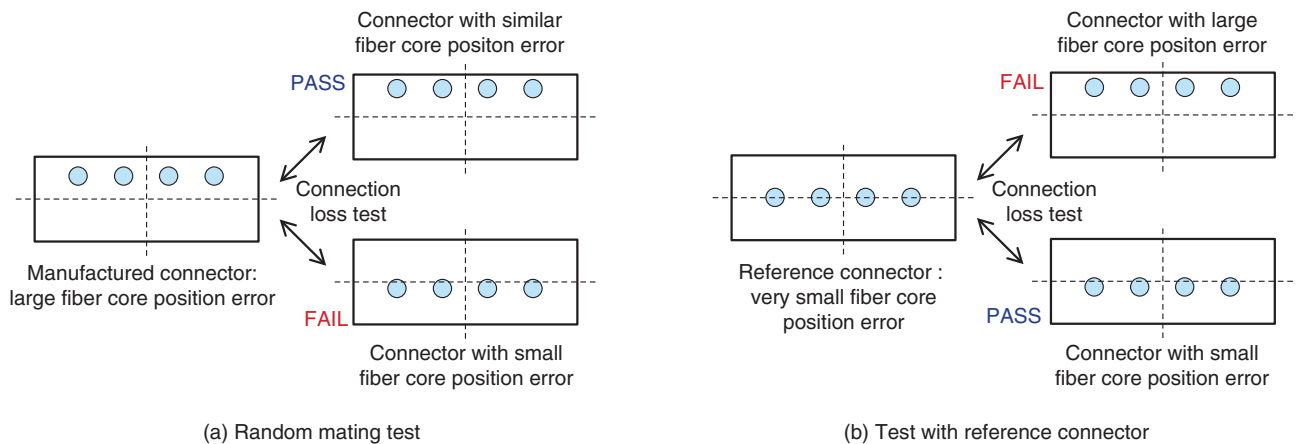 Connector with similar
fiber core positon error
PASS
Connection
loss test
Manufactured connector:
large fiber core position error
FAIL
Connector with small
fiber core position error
(a) Random mating test
Connector with large
fiber core positon error
FAIL
Connection
loss test
Reference connector :
very small fiber core
position error
PASS
Connector with small
fiber core position error
(b) Test with reference connector